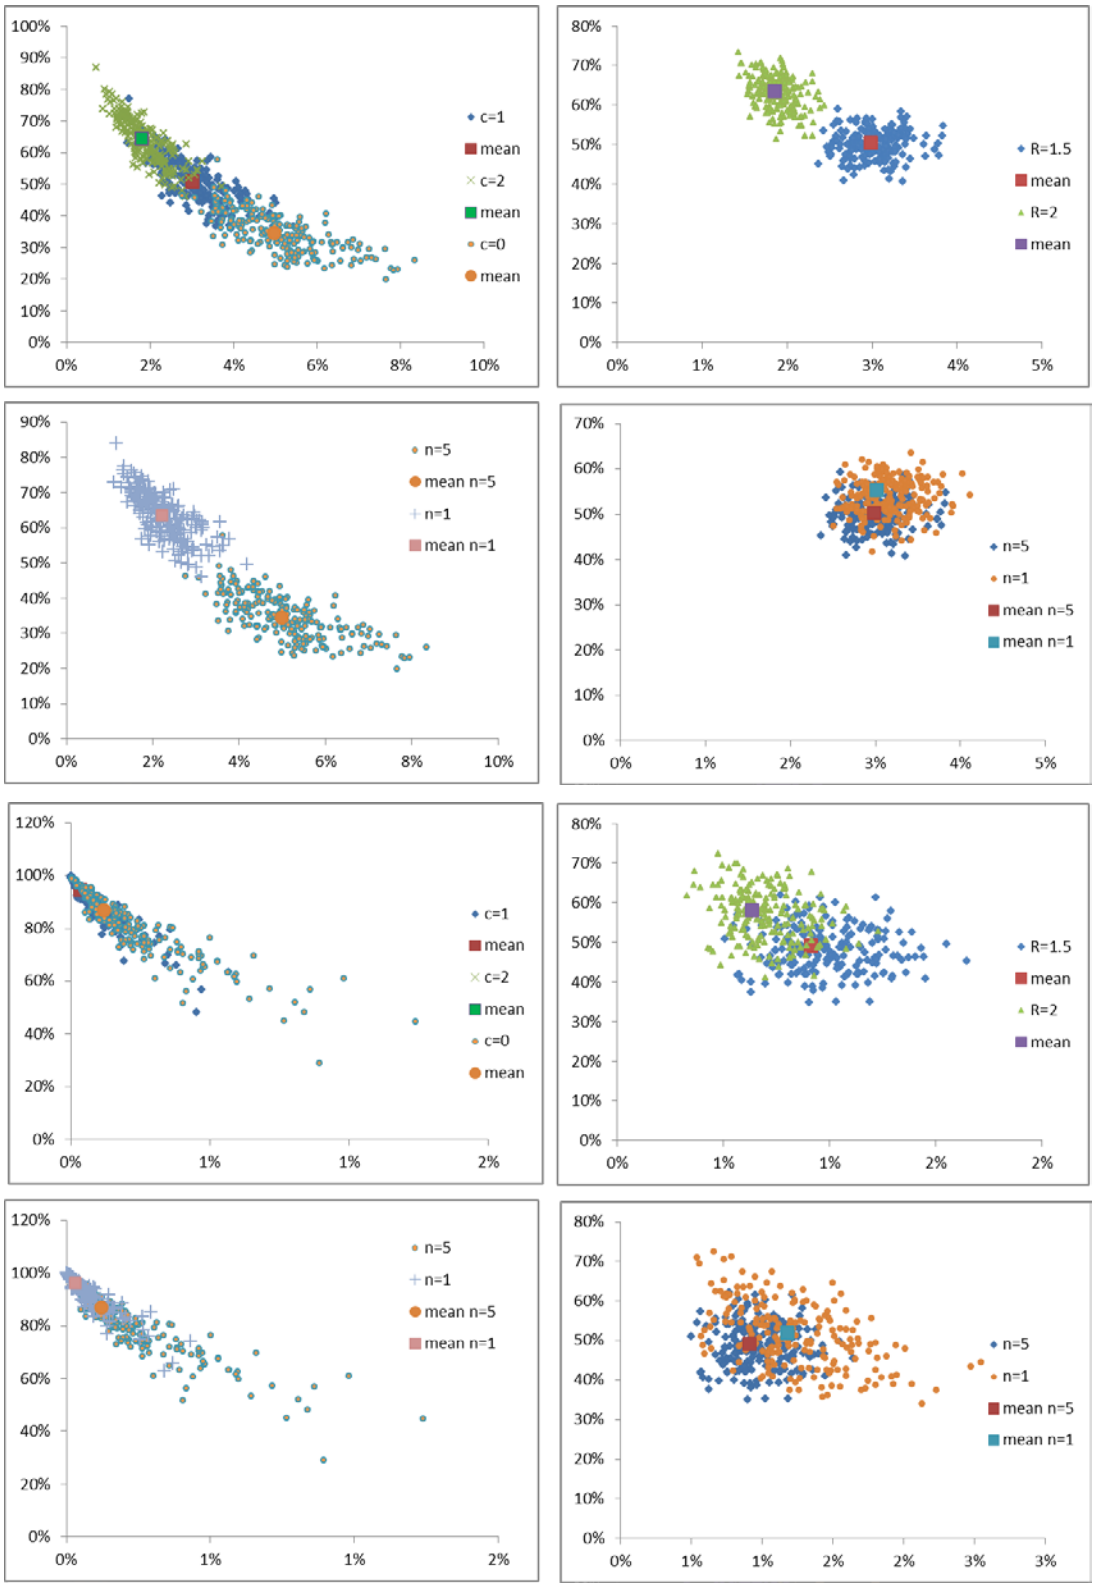 100%
90%
80%
70%
60%
50%
40%
30%
20%
10%
0%
0% 2% 4% 6% 8% 10%
c=1
mean
c=2
mean
c=0
mean
80%
70%
60%
50%
40%
30%
20%
10%
0%
0% 1% 2% 3% 4% 5%
R=1.5
mean
R=2
mean
90%
80%
70%
60%
50%
40%
30%
20%
10%
0%
0% 2% 4% 6% 8% 10%
n=5
mean n=5
n=1
mean n=1
70%
60%
50%
40%
30%
20%
10%
0%
0% 1% 2% 3% 4% 5%
n=5
n=1
mean n=5
mean n=1
120%
100%
80%
60%
40%
20%
0%
0% 1% 1% 2%
c=1
mean
c=2
mean
c=0
mean
80%
70%
60%
50%
40%
30%
20%
10%
0%
0% 1% 1% 2% 2%
R=1.5
mean
R=2
mean
120%
100%
80%
60%
40%
20%
0%
0% 1% 1% 2%
n=5
n=1
mean n=5
mean n=1
80%
70%
60%
50%
40%
30%
20%
10%
0%
0% 1% 1% 2% 2% 3% 3%
n=5
n=1
mean n=5
mean n=1